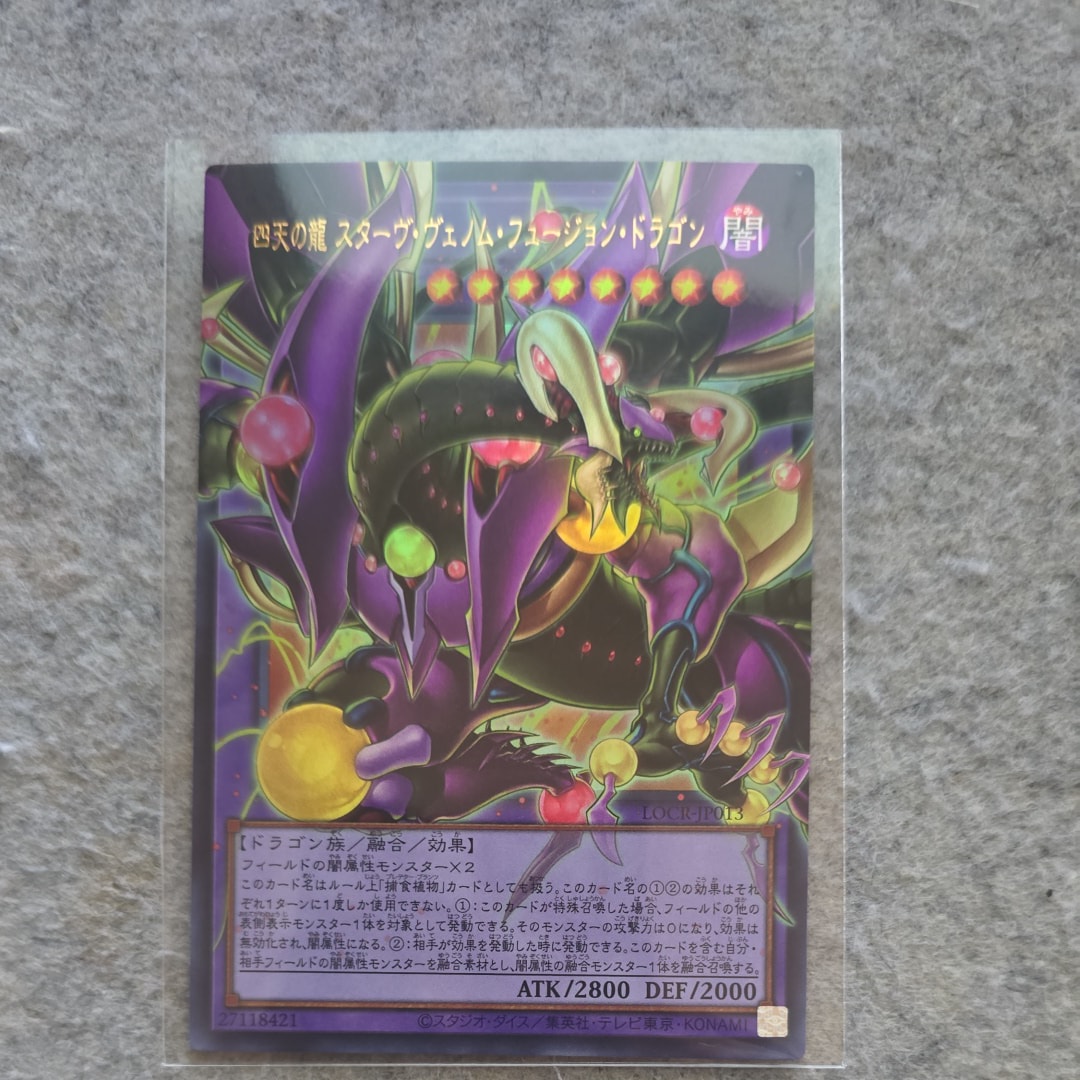 四天の龍 スターヴ・ヴェノム・フュージョン・ドラゴン 闇
やみ
LOCR-JP013
【ドラゴン族／融合／効果】
フィールドの闇属性モンスター×2
このカード名はルール上「捕食植物」カードとしても扱う。このカード名の①②の効果はそれ
ぞれ1ターンに1度しか使用できない。①：このカードが特殊召喚した場合、フィールドの他の
表側表示モンスター1体を対象として発動できる。そのモンスターの攻撃力は0になり、効果は
無効化され、闇属性になる。②：相手が効果を発動した時に発動できる。このカードを含む自分・
相手フィールドの闇属性モンスターを融合素材とし、闇属性の融合モンスター1体を融合召喚する。
ATK/2800 DEF/2000
27118421 ©スタジオ・ダイス／集英社・テレビ東京・KONAMI